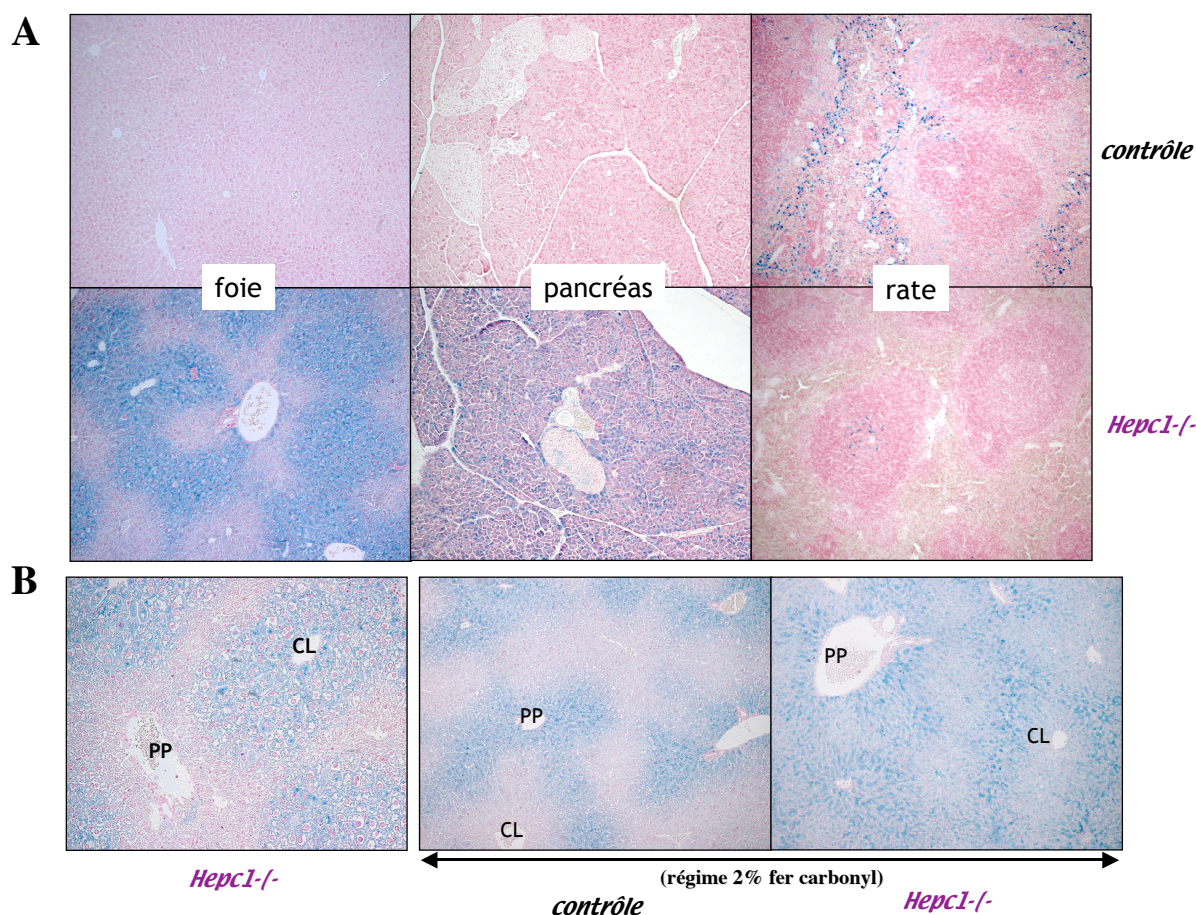 A
contrôle
foie
pancréas
rate
Hepc1-/-
B
CL
PP
PP
CL
PP
CL
Hepc1-/-
(régime 2% fer carbonyl)
contrôle
Hepc1-/-